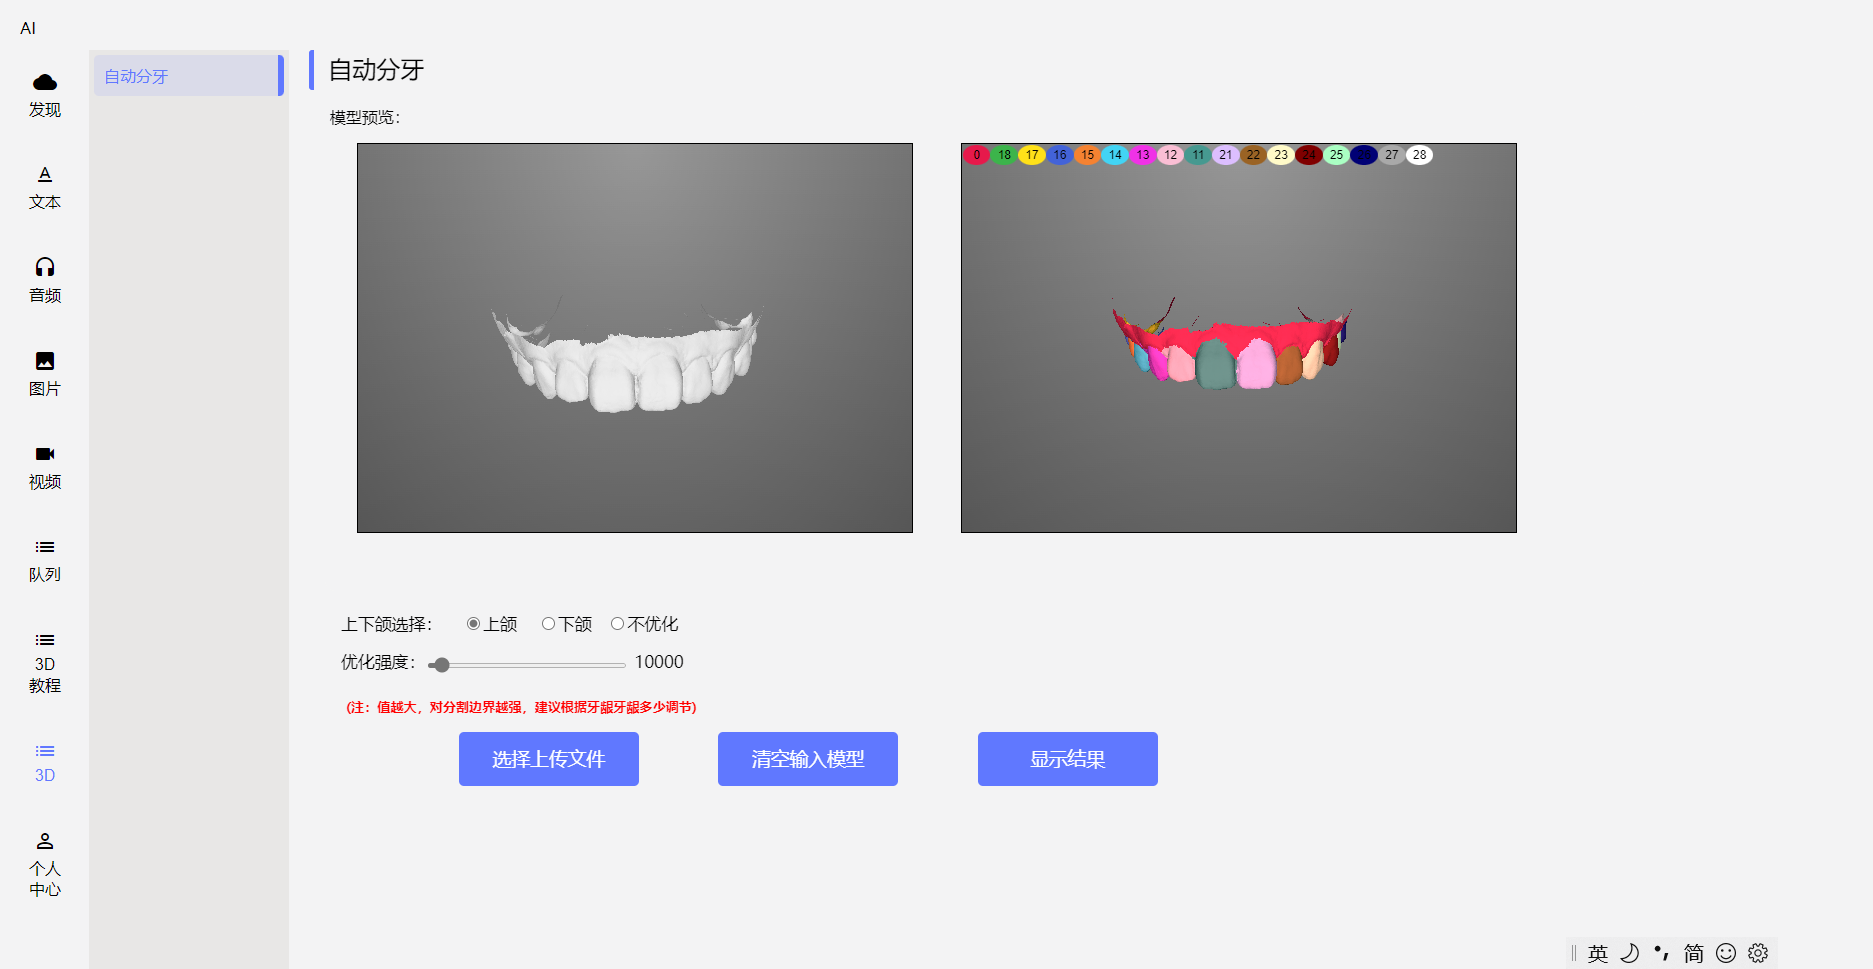 AI
发现
文本
音频
图片
视频
队列
3D
教程
3D
个人
中心
自动分牙
自动分牙
模型预览：
0 18 17 16 15 14 13 12 11 21 22 23 24 25 26 27 28
上下颌选择： 上颌 下颌 不优化
优化强度： 10000
(注：值越大，对分割边界越强，建议根据牙龈牙龈多少调节)
选择上传文件 清空输入模型 显示结果
英 简